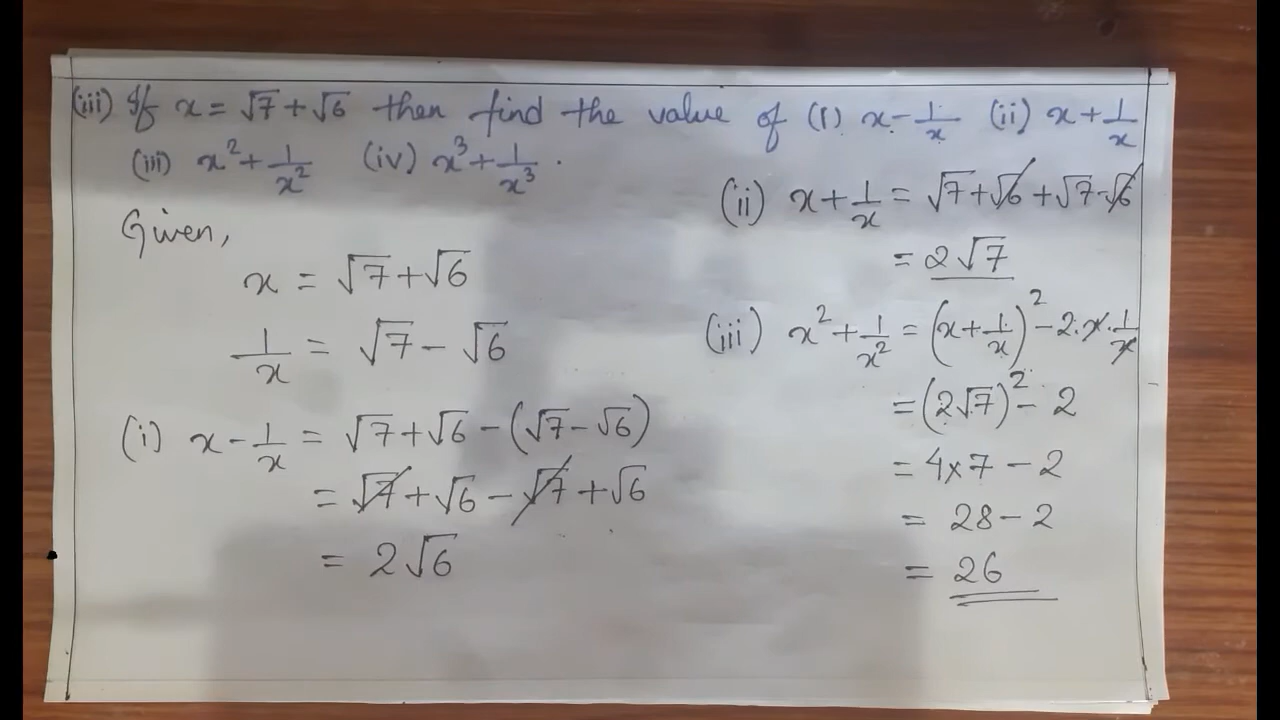 (iii) If x = √7 + √6 then find the value of (i) x - 1/x (ii) x + 1/x
(iii) x² + 1/x² (iv) x³ + 1/x³.
Given,
x = √7 + √6
1/x = √7 - √6
(i) x - 1/x = √7 + √6 - (√7 - √6)
= √7 + √6 - √7 + √6
= 2√6
(ii) x + 1/x = √7 + √6 + √7 - √6
= 2√7
(iii) x² + 1/x² = (x + 1/x)² - 2.x.1/x
= (2√7)² - 2
= 4×7 - 2
= 28 - 2
= 26